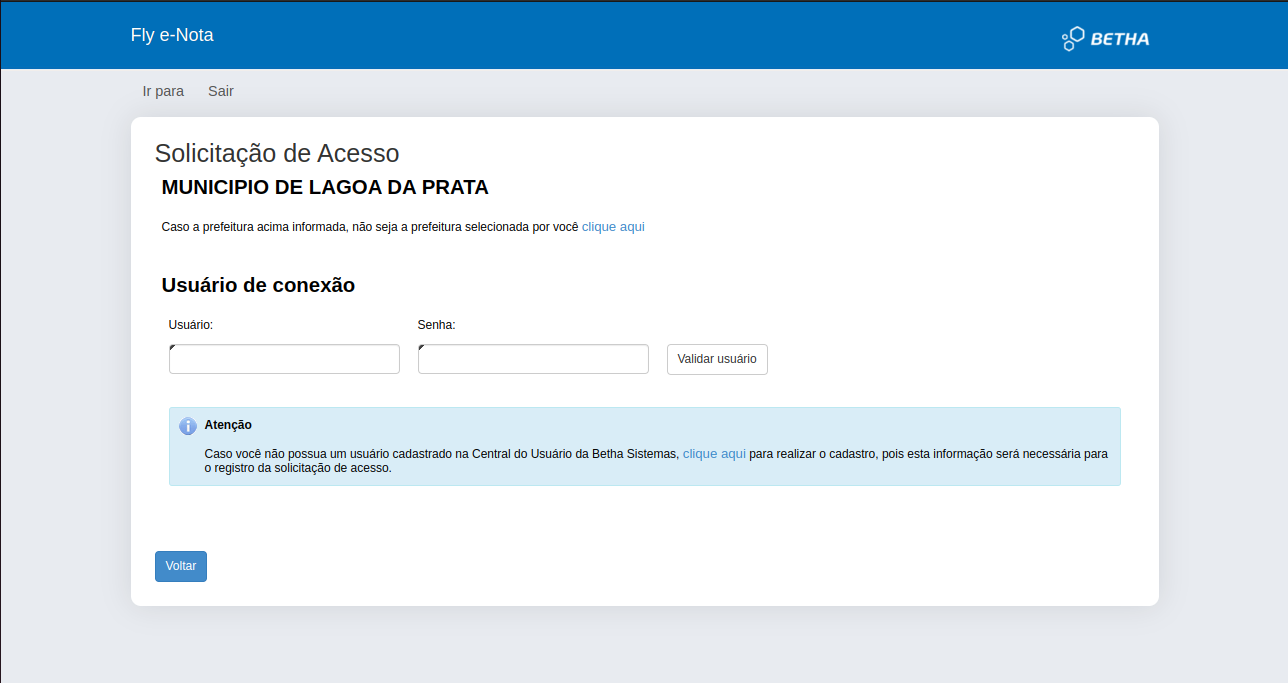 Fly e-Nota
BETHA
Ir para
Sair
Solicitação de Acesso
MUNICIPIO DE LAGOA DA PRATA
Caso a prefeitura acima informada, não seja a prefeitura selecionada por você clique aqui
Usuário de conexão
Usuário:
Senha:
Validar usuário
Atenção
Caso você não possua um usuário cadastrado na Central do Usuário da Betha Sistemas, clique aqui para realizar o cadastro, pois esta informação será necessária para
o registro da solicitação de acesso.
Voltar